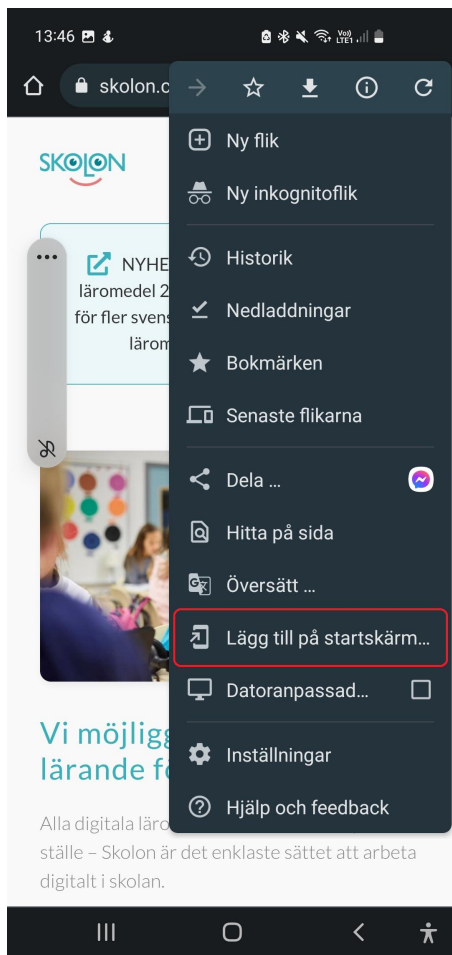 13:46
Vo))
LTE1
skolon.c
Ny flik
Ny inkognitoflik
SKOLON
Historik
NYHE
läromedel 2
för fler svens
lärom
Nedladdningar
Bokmärken
Senaste flikarna
Dela ...
Hitta på sida
Översätt ...
Lägg till på startskärm...
Datoranpassad...
Inställningar
Hjälp och feedback
Vi möjligg
lärande fö
Alla digitala läro
ställe – Skolon är det enklaste sättet att arbeta
digitalt i skolan.